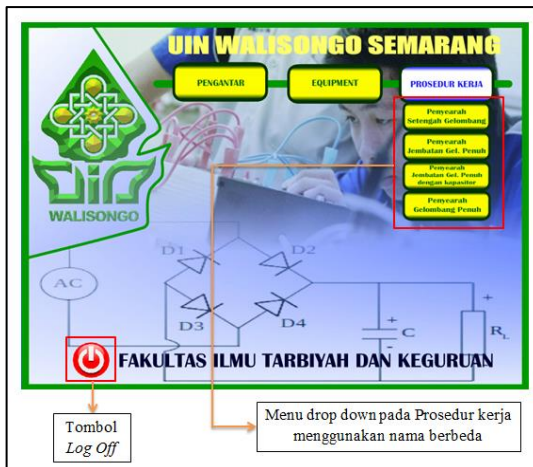 UIN WALISONGO SEMARANG
PENGANTAR
EQUIPMENT
PROSEDUR KERJA
Penyearah
Setengah Gelombang
Penyearah
Jembatan Gel. Penuh
Penyearah
Jembatan Gel. Penuh
dengan kapasitor
Penyearah
Gelombang Penuh
WALISONGO
D1
D2
AC
D3
D4
+
C
-
+
RL
-
FAKULTAS ILMU TARBIYAH DAN KEGURUAN
Tombol
Log Off
Menu drop down pada Prosedur kerja
menggunakan nama berbeda